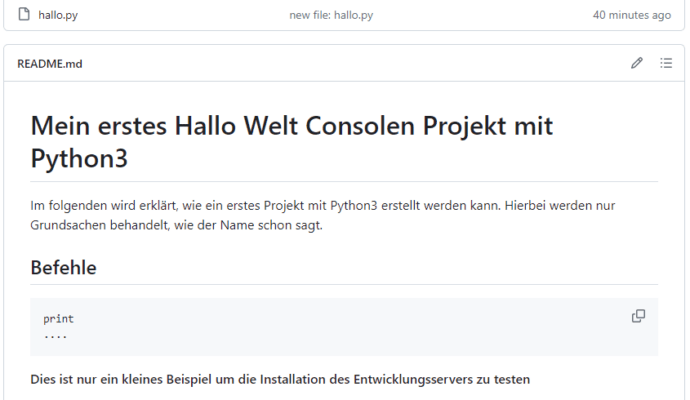 hallo.py new file: hallo.py 40 minutes ago
README.md
Mein erstes Hallo Welt Consolen Projekt mit
Python3
Im folgenden wird erklärt, wie ein erstes Projekt mit Python3 erstellt werden kann. Hierbei werden nur
Grundsachen behandelt, wie der Name schon sagt.
Befehle
print
....
Dies ist nur ein kleines Beispiel um die Installation des Entwicklungsservers zu testen